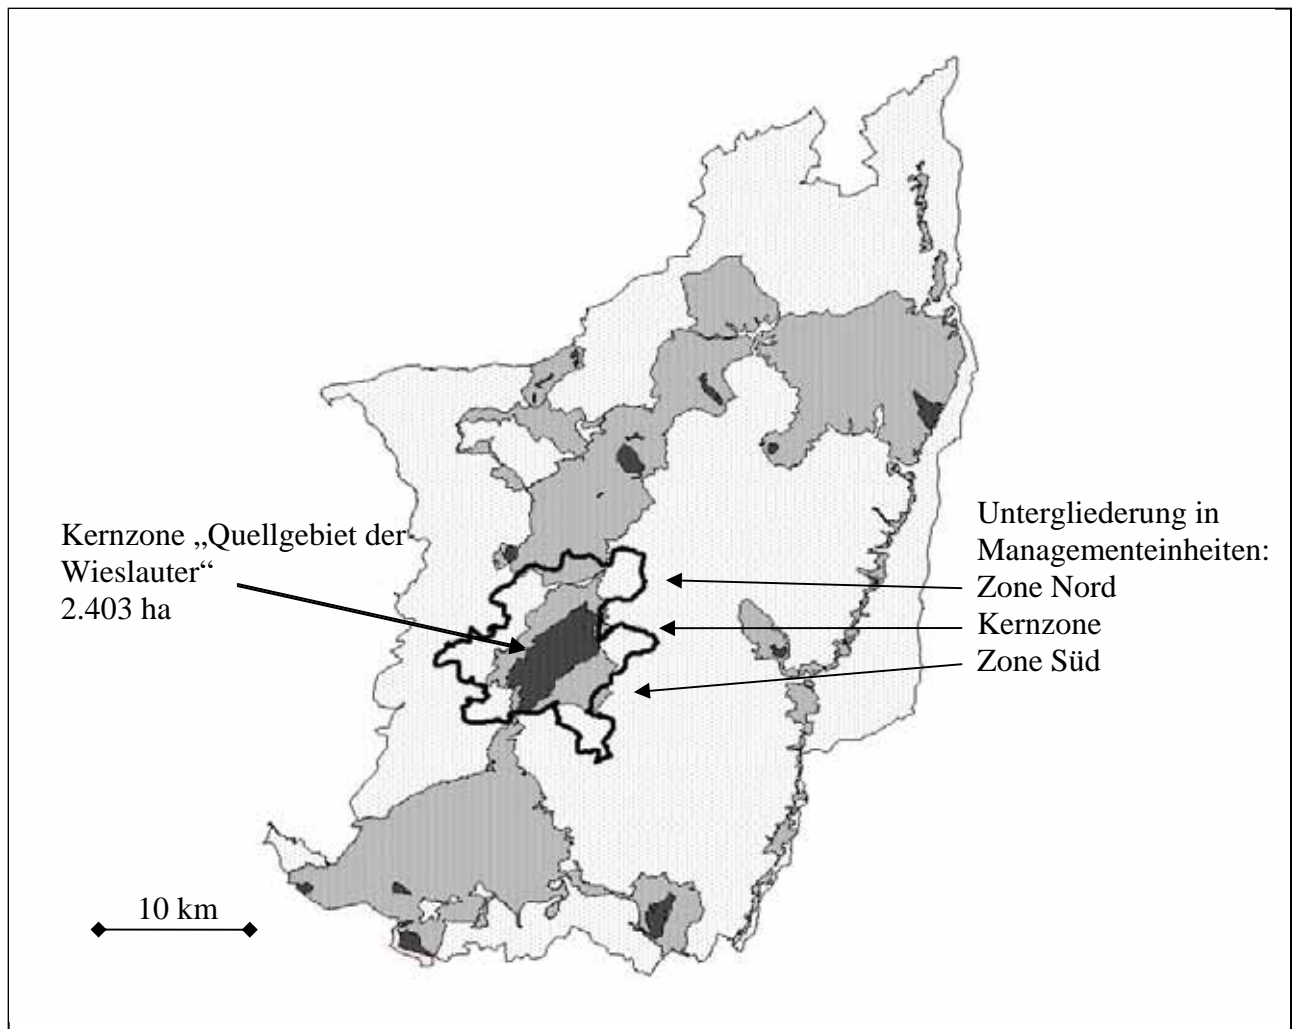 Kernzone „Quellgebiet der
Wieslauter“
2.403 ha
Untergliederung in
Managementeinheiten:
Zone Nord
Kernzone
Zone Süd
10 km